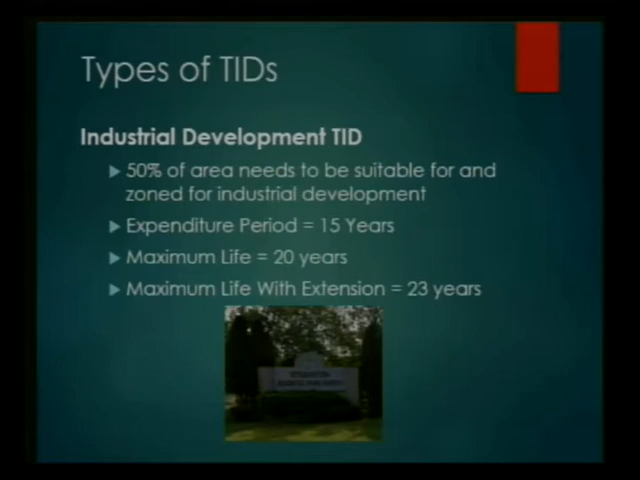 Types of TIDs
Industrial Development TID
50% of area needs to be suitable for and
zoned for industrial development
Expenditure Period = 15 Years
Maximum Life = 20 years
Maximum Life With Extension = 23 years